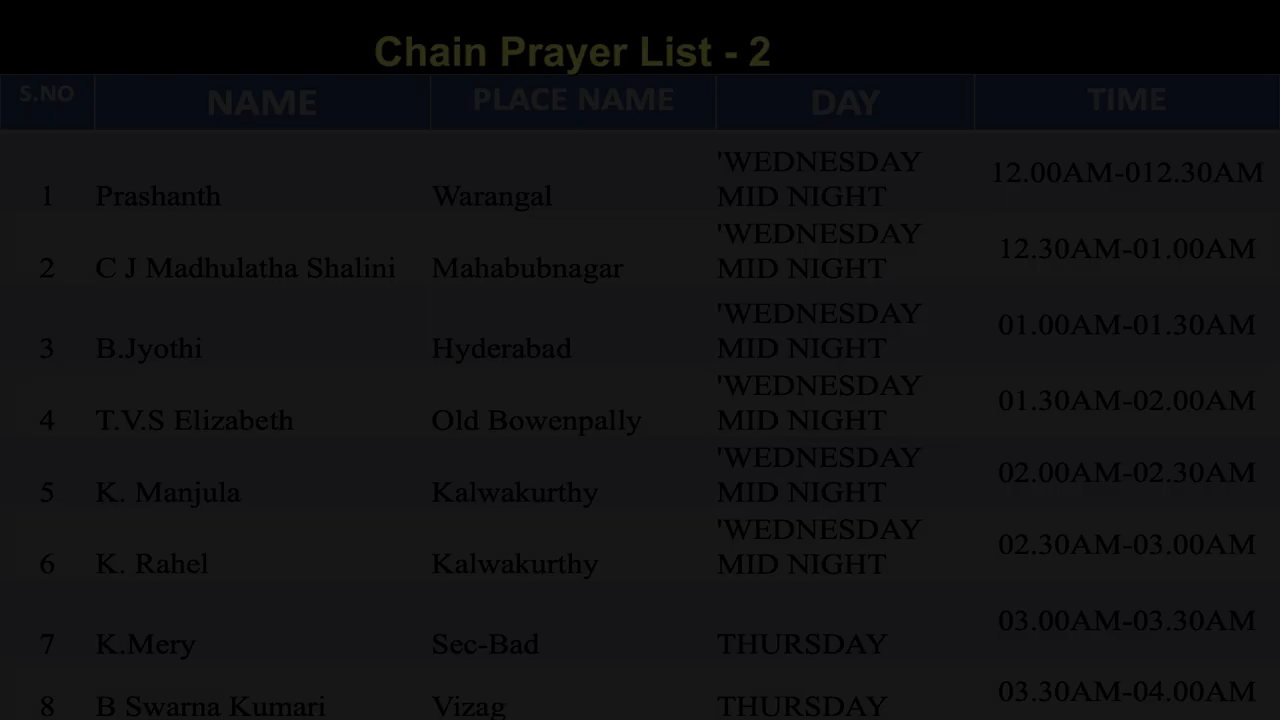 Chain Prayer List - 2
S.NO NAME PLACE NAME DAY TIME
1 Prashanth Warangal 'WEDNESDAY MID NIGHT 12.00AM-012.30AM
2 C J Madhulatha Shalini Mahabubnagar 'WEDNESDAY MID NIGHT 12.30AM-01.00AM
3 B.Jyothi Hyderabad 'WEDNESDAY MID NIGHT 01.00AM-01.30AM
4 T.V.S Elizabeth Old Bowenpally 'WEDNESDAY MID NIGHT 01.30AM-02.00AM
5 K. Manjula Kalwakurthy 'WEDNESDAY MID NIGHT 02.00AM-02.30AM
6 K. Rahel Kalwakurthy 'WEDNESDAY MID NIGHT 02.30AM-03.00AM
7 K.Mery Sec-Bad THURSDAY 03.00AM-03.30AM
8 B Swarna Kumari Vizag THURSDAY 03.30AM-04.00AM